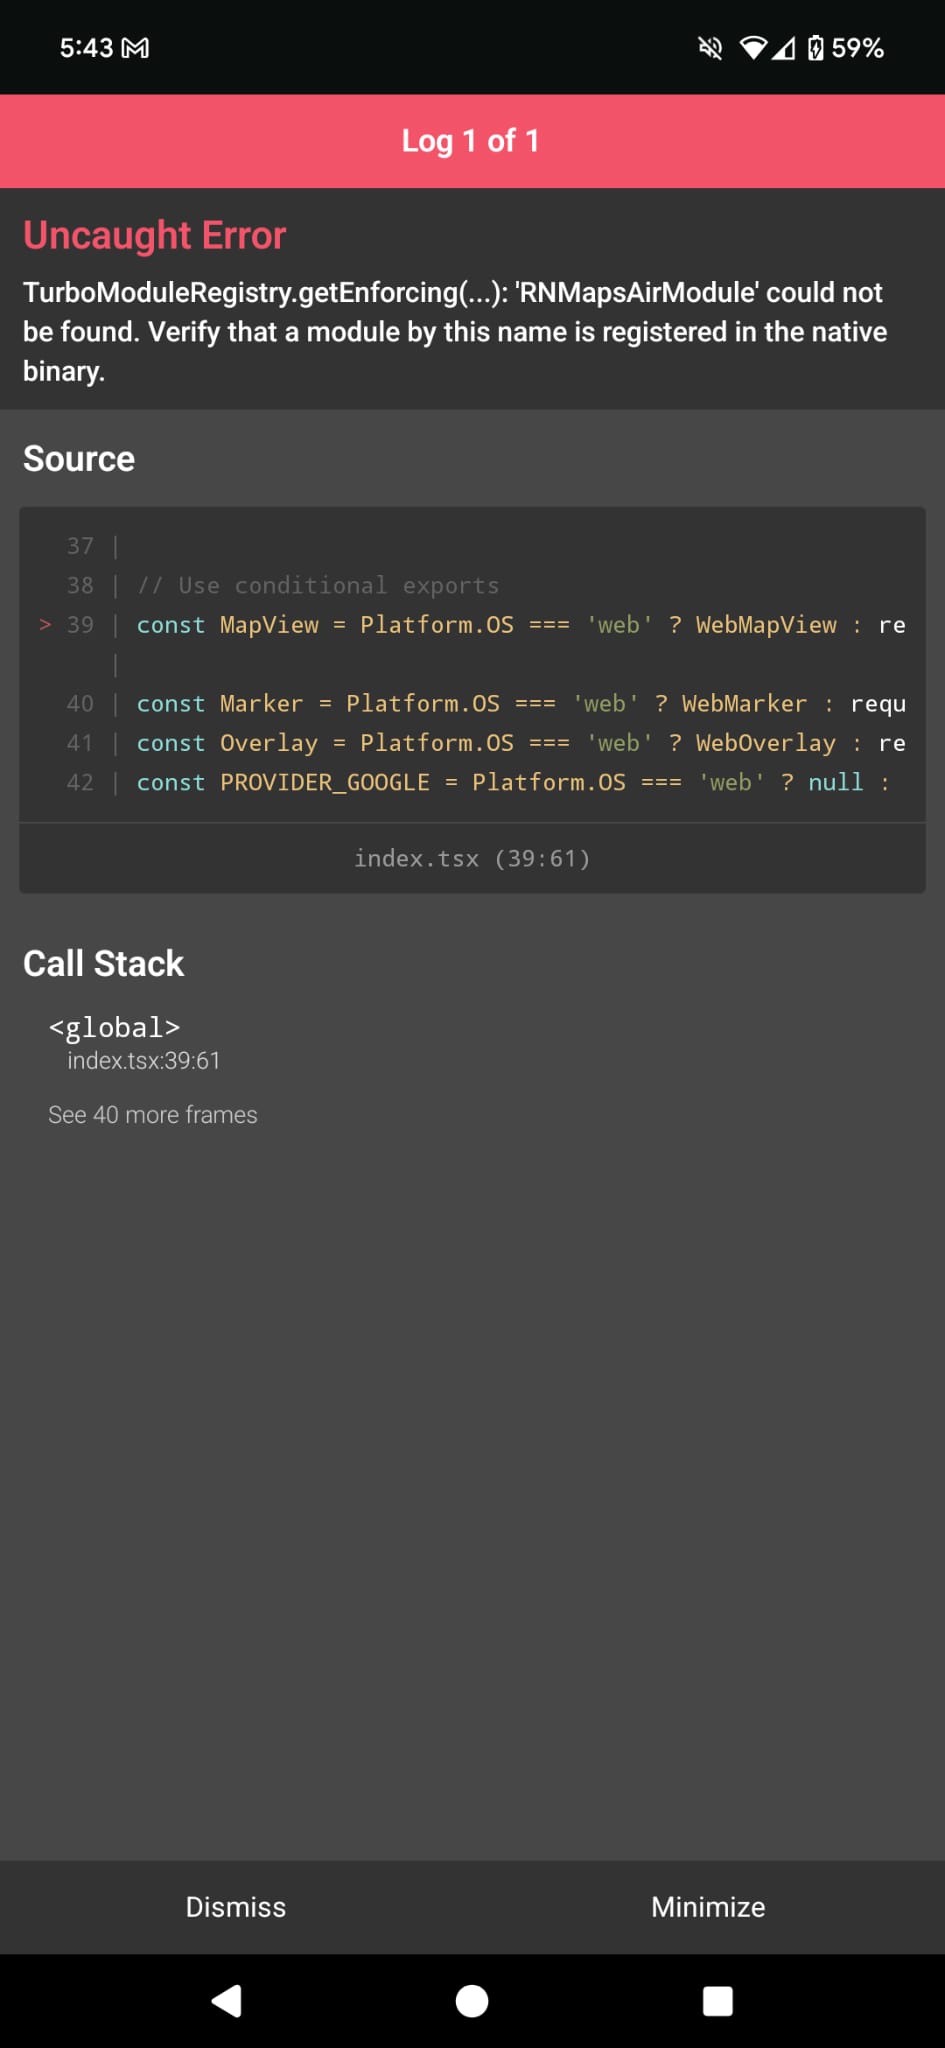 5:43 59%
Log 1 of 1
Uncaught Error
TurboModuleRegistry.getEnforcing(...): 'RNMapsAirModule' could not
be found. Verify that a module by this name is registered in the native
binary.
Source
37 |
38 | // Use conditional exports
> 39 | const MapView = Platform.OS === 'web' ? WebMapView : re
|
40 | const Marker = Platform.OS === 'web' ? WebMarker : requ
41 | const Overlay = Platform.OS === 'web' ? WebOverlay : re
42 | const PROVIDER_GOOGLE = Platform.OS === 'web' ? null :
index.tsx (39:61)
Call Stack
<global>
index.tsx:39:61
See 40 more frames
Dismiss Minimize